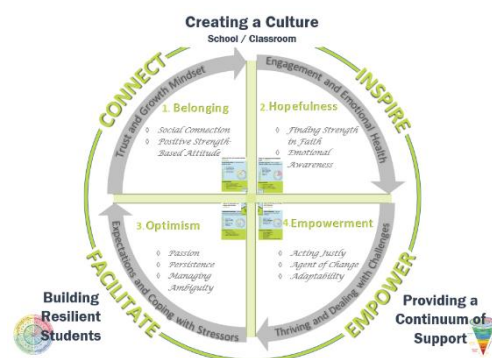 Creating a Culture
School / Classroom
CONNECT
INSPIRE
Trust and Growth Mindset
Engagement and Emotional Health
1. Belonging
◊ Social Connection
◊ Positive Strength
Based Attitude
2. Hopefulness
◊ Finding Strength
in Faith
◊ Emotional
Awareness
3. Optimism
◊ Passion
◊ Persistence
◊ Managing
Ambiguity
4. Empowerment
◊ Acting Justly
◊ Agent of Change
◊ Adaptability
Expectations and Coping with Stressors
Thriving and Dealing with Challenges
FACILITATE
EMPOWER
Building
Resilient
Students
Providing a
Continuum of
Support